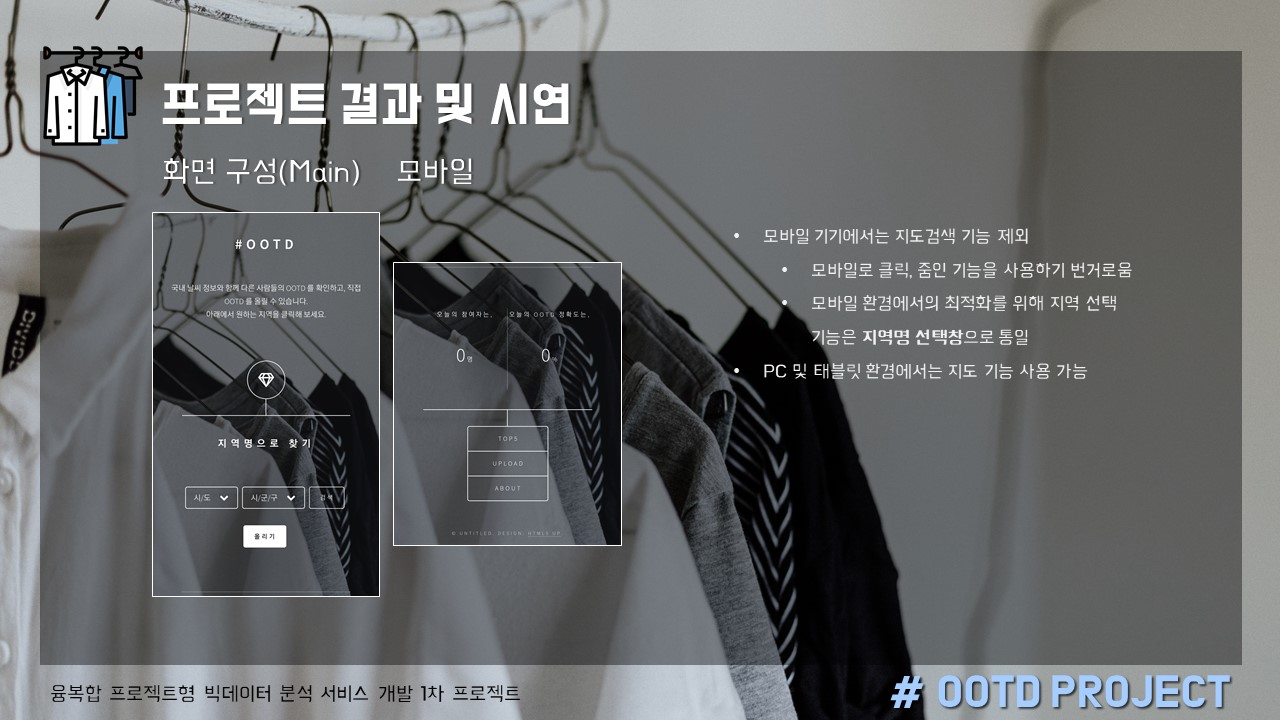 프로젝트 결과 및 시연
화면 구성(Main) 모바일
#OOTD
국내 날씨 정보와 함께 다른 사람들의 OOTD 를 확인하고, 직접
OOTD 를 올릴 수 있습니다.
아래에서 원하는 지역을 클릭해 보세요.
지역명으로 찾기
시/도 시/군/구 검색
올리기
오늘의 참여자는, 오늘의 OOTD 정확도는,
0명 0
TOP5
UPLOAD
ABOUT
© UNTITLED. DESIGN: HTML5 UP
• 모바일 기기에서는 지도검색 기능 제외
• 모바일로 클릭, 줌인 기능을 사용하기 번거로움
• 모바일 환경에서의 최적화를 위해 지역 선택
기능은 지역명 선택창으로 통일
• PC 및 태블릿 환경에서는 지도 기능 사용 가능
융복합 프로젝트형 빅데이터 분석 서비스 개발 1차 프로젝트
# OOTD PROJECT